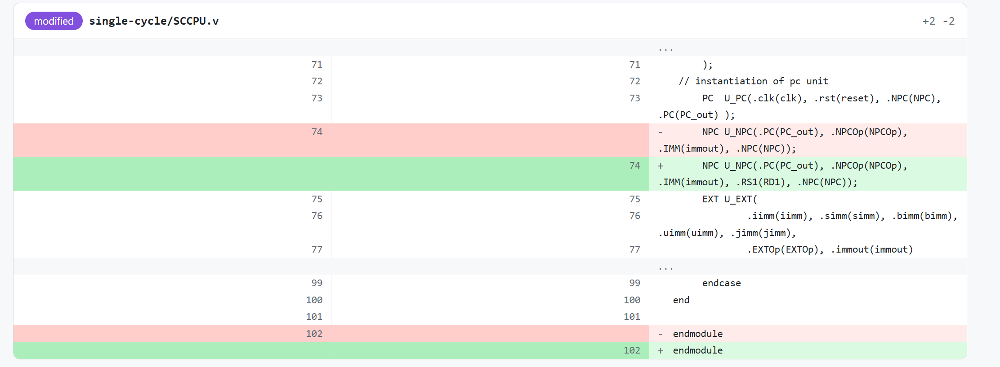 modified single-cycle/SCCPU.v +2 -2
...
71 71 );
72 72 // instantiation of pc unit
73 73 PC  U_PC(.clk(clk), .rst(reset), .NPC(NPC),
.PC(PC_out) );
74 - NPC U_NPC(.PC(PC_out), .NPCOp(NPCOp),
.IMM(immout), .NPC(NPC));
74 + NPC U_NPC(.PC(PC_out), .NPCOp(NPCOp),
.IMM(immout), .RS1(RD1), .NPC(NPC));
75 75 EXT U_EXT(
76 76 .iimm(iimm), .simm(simm), .bimm(bimm),
.uimm(uimm), .jimm(jimm),
77 77 .EXTOp(EXTOp), .immout(immout)
...
99 99 endcase
100 100 end
101 101
102 - endmodule
102 + endmodule